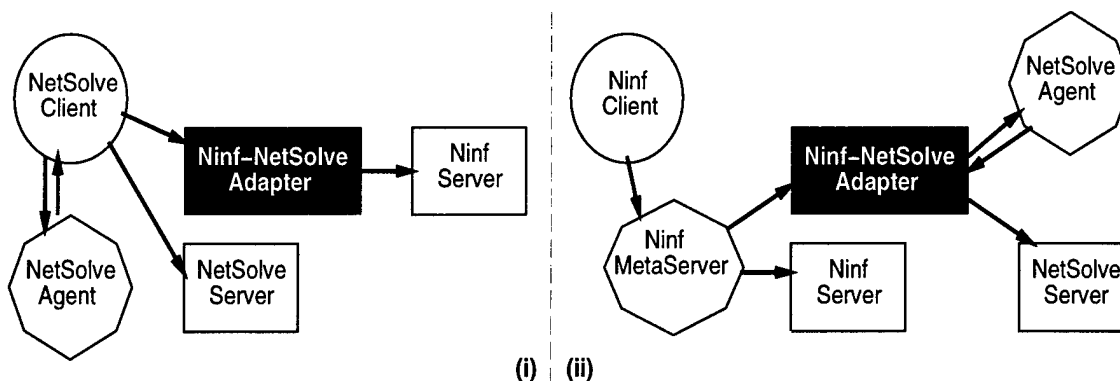 NetSolve
Client
Ninf–NetSolve
Adapter
Ninf
Server
NetSolve
Agent
NetSolve
Server
(i)
Ninf
Client
NetSolve
Agent
Ninf–NetSolve
Adapter
Ninf
MetaServer
Ninf
Server
NetSolve
Server
(ii)